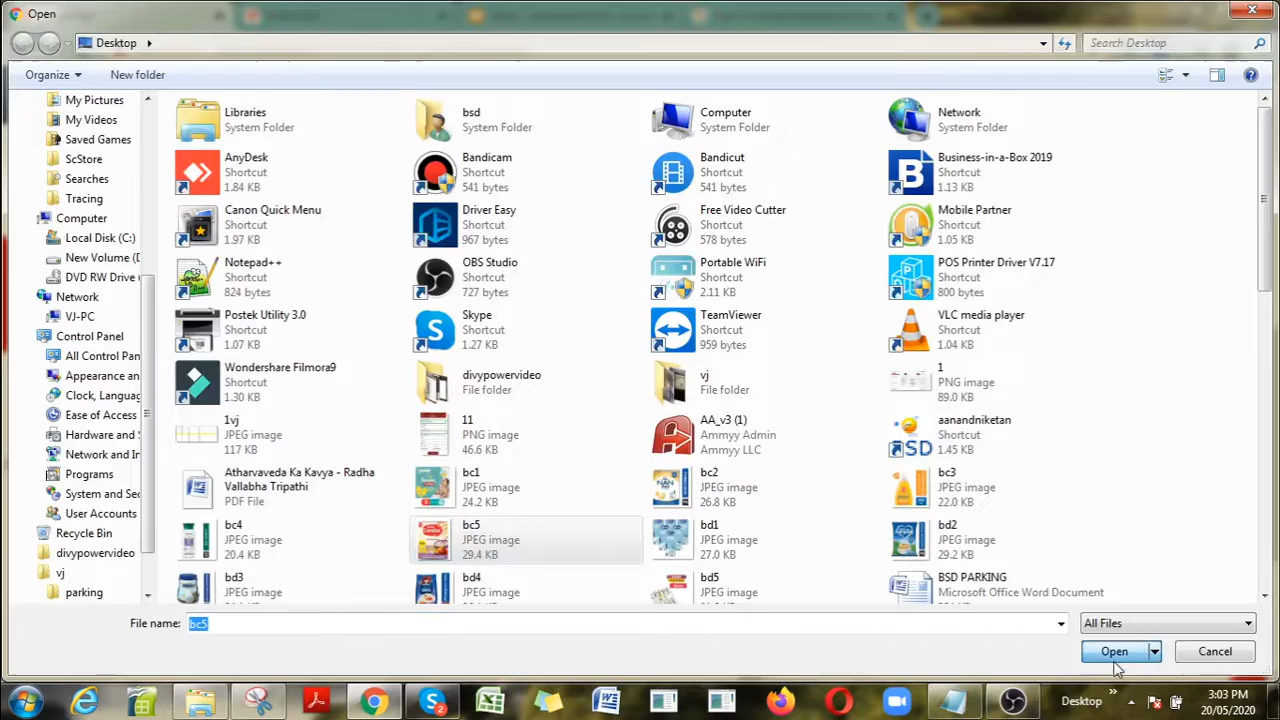 Open
Desktop
Search Desktop
Organize
New folder
My Pictures
My Videos
Saved Games
ScStore
Searches
Tracing
Computer
Local Disk (C:)
New Volume (
DVD RW Drive
Network
VJ-PC
Control Panel
All Control Pan
Appearance an
Clock, Languag
Ease of Access
Hardware and
Network and In
Programs
System and Sec
User Accounts
Recycle Bin
divypowervideo
vj
parking
Libraries
System Folder
bsd
System Folder
Computer
System Folder
Network
System Folder
AnyDesk
Shortcut
1.84 KB
Bandicam
Shortcut
541 bytes
Bandicut
Shortcut
541 bytes
Business-in-a-Box 2019
Shortcut
1.13 KB
Canon Quick Menu
Shortcut
1.97 KB
Driver Easy
Shortcut
967 bytes
Free Video Cutter
Shortcut
578 bytes
Mobile Partner
Shortcut
1.05 KB
Notepad++
Shortcut
824 bytes
OBS Studio
Shortcut
727 bytes
Portable WiFi
Shortcut
2.11 KB
POS Printer Driver V7.17
Shortcut
800 bytes
Postek Utility 3.0
Shortcut
1.07 KB
Skype
Shortcut
1.27 KB
TeamViewer
Shortcut
959 bytes
VLC media player
Shortcut
1.04 KB
Wondershare Filmora9
Shortcut
1.30 KB
divypowervideo
File folder
vj
File folder
1
PNG image
89.0 KB
1vj
JPEG image
117 KB
11
PNG image
46.6 KB
AA_v3 (1)
Ammyy Admin
Ammyy LLC
aanandniketan
Shortcut
1.45 KB
Atharvaveda Ka Kavya - Radha
Vallabha Tripathi
PDF File
bc1
JPEG image
24.2 KB
bc2
JPEG image
26.8 KB
bc3
JPEG image
22.0 KB
bc4
JPEG image
20.4 KB
bc5
JPEG image
29.4 KB
bd1
JPEG image
27.0 KB
bd2
JPEG image
29.2 KB
bd3
JPEG image
bd4
JPEG image
bd5
JPEG image
BSD PARKING
Microsoft Office Word Document
File name:
bc5
All Files
Open
Cancel
Desktop
3:03 PM
20/05/2020